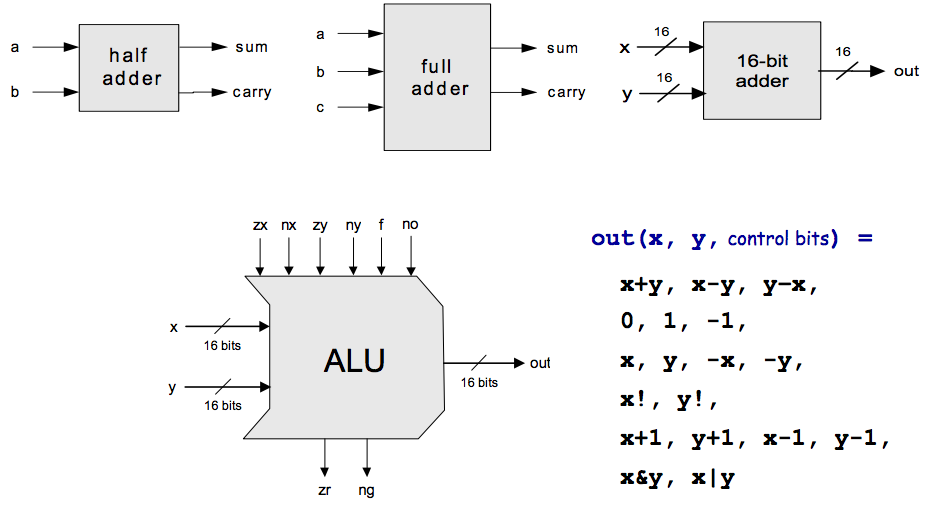 a
half
adder
sum
b
carry
a
b
c
full
adder
sum
carry
x
16
y
16
16-bit
adder
16
out
zx nx zy ny f no
x
16 bits
y
16 bits
ALU
16 bits
out
zr ng
out(x, y, control bits) =
x+y, x-y, y-x,
0, 1, -1,
x, y, -x, -y,
x!, y!,
x+1, y+1, x-1, y-1,
x&y, x|y